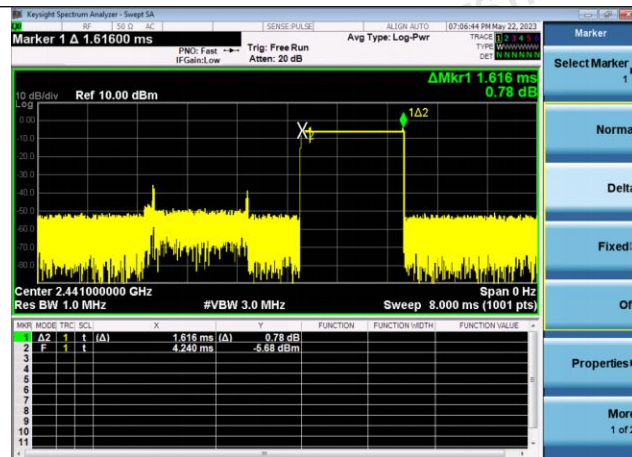 Keysight Spectrum Analyzer - Swept SA
RF 50 Ω AC SENSE:PULSE ALIGN AUTO 07:06:44 PM May 22, 2023
Marker 1 Δ 1.61600 ms
PNO: Fast
IFGain:Low
Trig: Free Run
Atten: 20 dB
Avg Type: Log-Pwr
TRACE 1 2 3 4 5 6
TYPE WWWWWW
DET N N N N N N
ΔMkr1 1.616 ms
0.78 dB
10 dB/div Ref 10.00 dBm
Log
0.00
-10.0
-20.0
-30.0
-40.0
-50.0
-60.0
-70.0
-80.0
1Δ2
Center 2.441000000 GHz Span 0 Hz
Res BW 1.0 MHz #VBW 3.0 MHz Sweep 8.000 ms (1001 pts)
MKR MODE TRC SCL X Y FUNCTION FUNCTION WIDTH FUNCTION VALUE
1 Δ2 1 t (Δ) 1.616 ms (Δ) 0.78 dB
2 F 1 t 4.240 ms -5.68 dBm
3
4
5
6
7
8
9
10
11
Marker
Select Marker
1
Norma
Delta
Fixed
Of
Properties
More
1 of 2